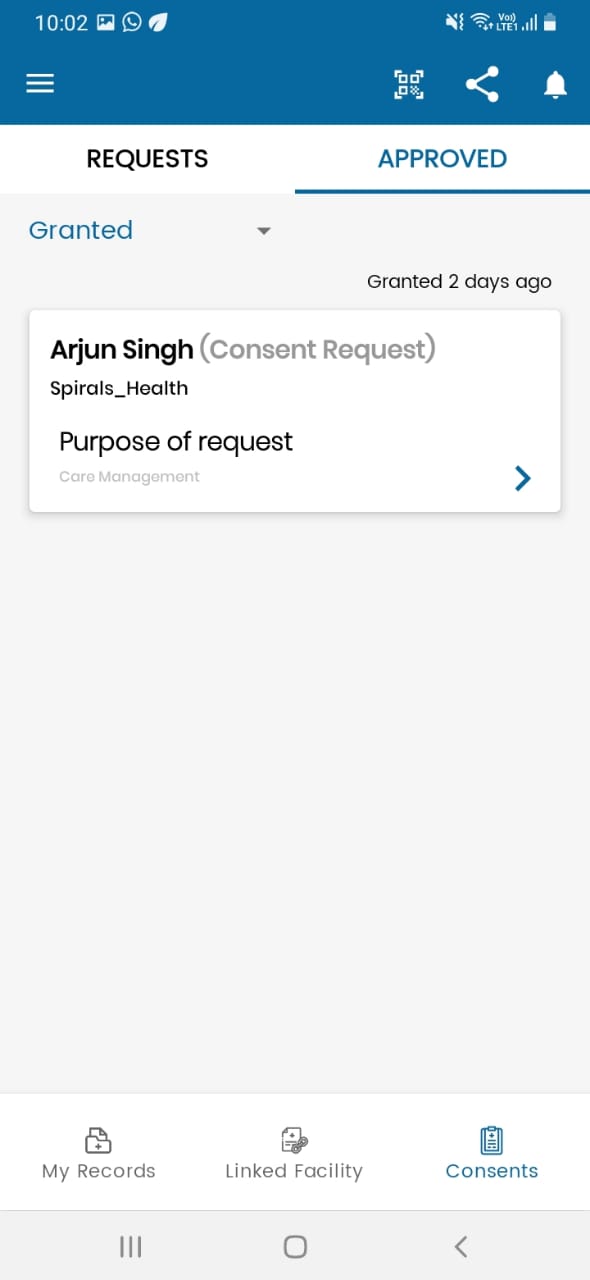 10:02
Vo)) LTE1
REQUESTS
APPROVED
Granted
Granted 2 days ago
Arjun Singh (Consent Request)
Spirals_Health
Purpose of request
Care Management
My Records
Linked Facility
Consents